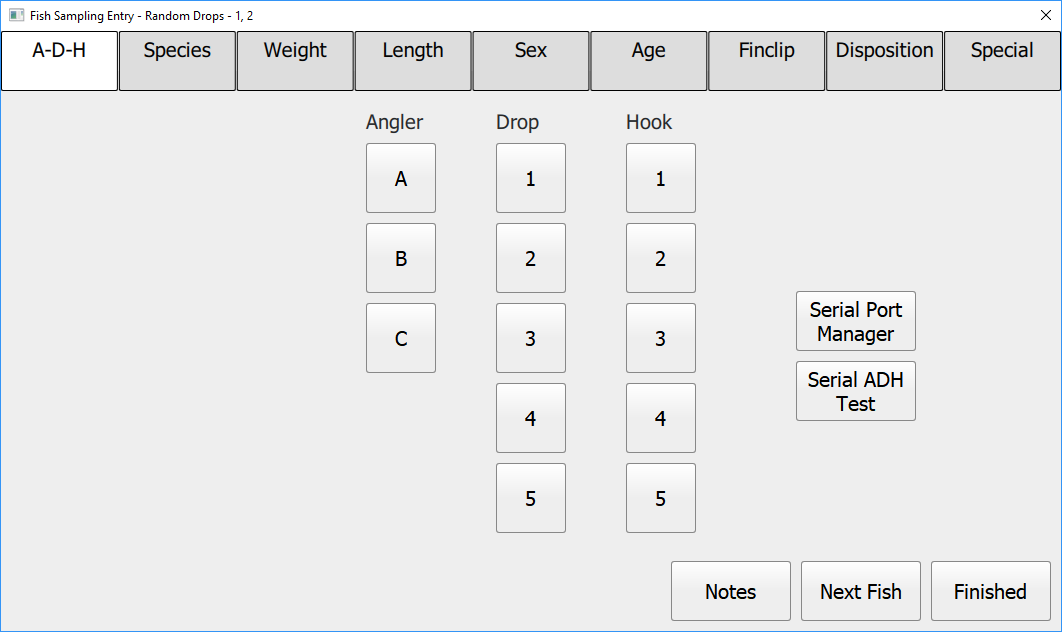 Fish Sampling Entry - Random Drops - 1, 2
A-D-H Species Weight Length Sex Age Finclip Disposition Special
Angler Drop Hook
A 1 1
B 2 2
C 3 3
Serial Port
Manager
Serial ADH
Test
4 4
5 5
Notes Next Fish Finished